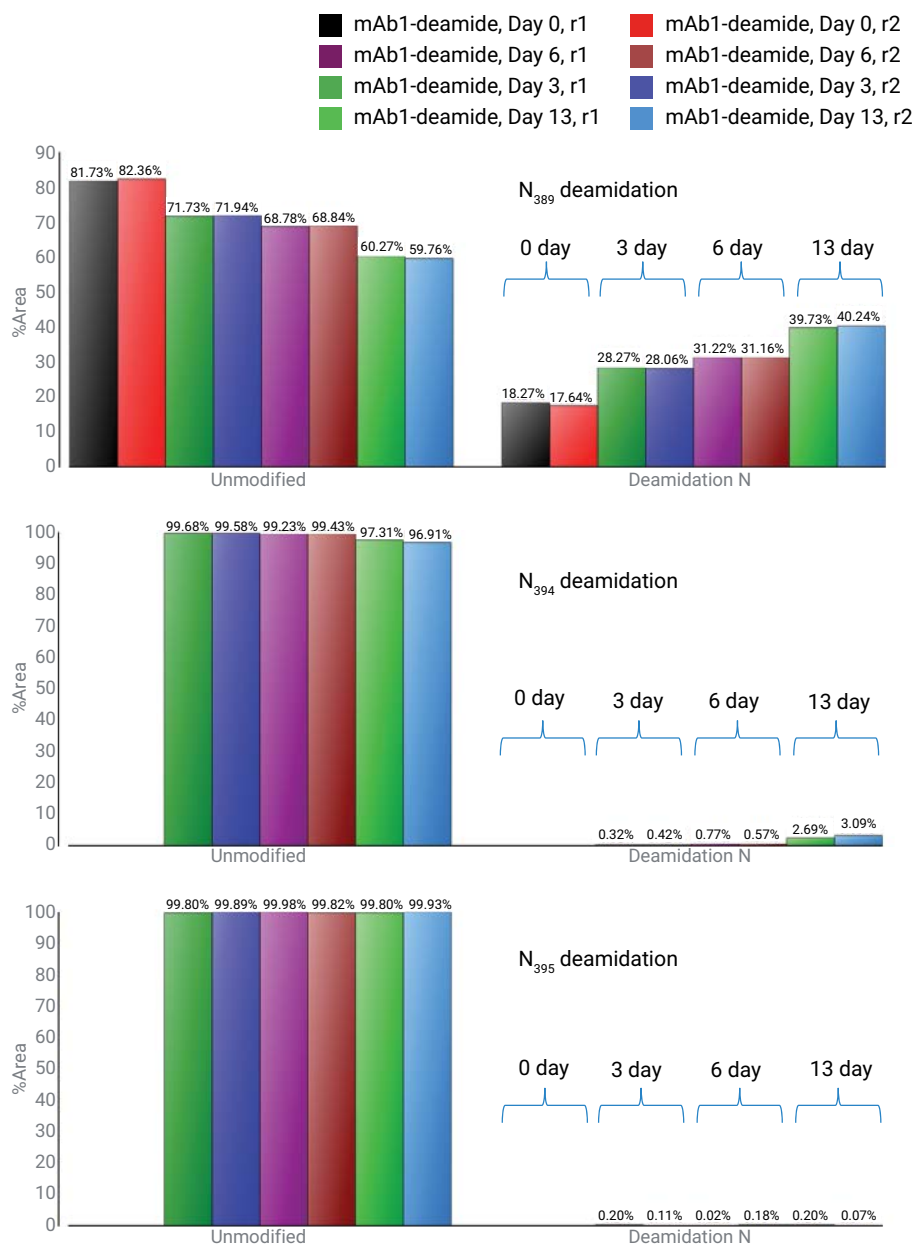 mAb1-deamide, Day 0, r1 mAb1-deamide, Day 0, r2
mAb1-deamide, Day 6, r1 mAb1-deamide, Day 6, r2
mAb1-deamide, Day 3, r1 mAb1-deamide, Day 3, r2
mAb1-deamide, Day 13, r1 mAb1-deamide, Day 13, r2
%Area
90
80
70
60
50
40
30
20
10
0
81.73% 82.36% 71.73% 71.94% 68.78% 68.84% 60.27% 59.76%
N389 deamidation
0 day 3 day 6 day 13 day
18.27% 17.64% 28.27% 28.06% 31.22% 31.16% 39.73% 40.24%
Unmodified Deamidation N
%Area
100
90
80
70
60
50
40
30
20
10
0
99.68% 99.58% 99.23% 99.43% 97.31% 96.91%
N394 deamidation
0 day 3 day 6 day 13 day
0.32% 0.42% 0.77% 0.57% 2.69% 3.09%
Unmodified Deamidation N
%Area
100
90
80
70
60
50
40
30
20
10
0
99.80% 99.89% 99.98% 99.82% 99.80% 99.93%
N395 deamidation
0 day 3 day 6 day 13 day
0.20% 0.11% 0.02% 0.18% 0.20% 0.07%
Unmodified Deamidation N